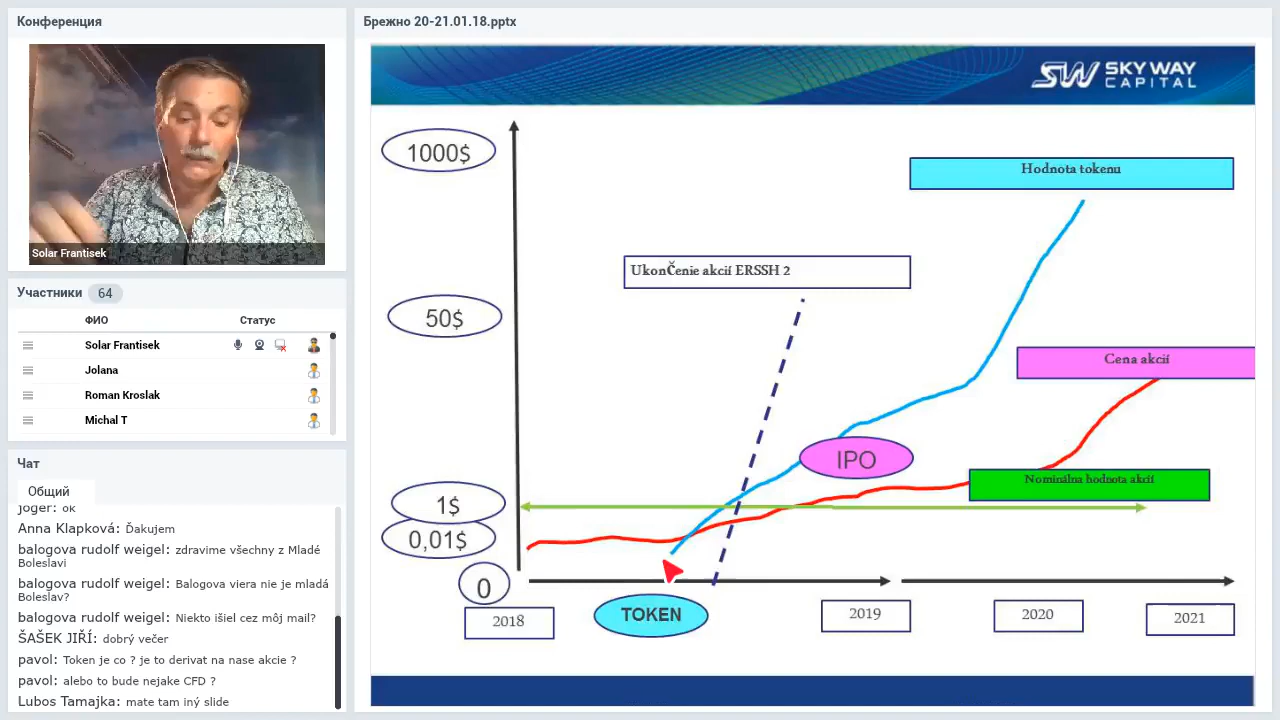 Конференция
Solar Frantisek
Участники 64
ФИО Статус
Solar Frantisek
Jolana
Roman Kroslak
Michal T
Чат
Общий
joger: ok
Anna Klapková: Ďakujem
balogova rudolf weigel: zdravime všechny z Mladé
Boleslavi
balogova rudolf weigel: Balogova viera nie je mladá
Boleslav?
balogova rudolf weigel: Niekto išiel cez môj mail?
ŠAŠEK JIŘÍ: dobrý večer
pavol: Token je co ? je to derivat na nase akcie ?
pavol: alebo to bude nejake CFD ?
Lubos Tamajka: mate tam iný slide
Брежно 20-21.01.18.pptx
SW SKY WAY
CAPITAL
1000$
Hodnota tokenu
UkonČenie akcií ERSSH 2
50$
Cena akcií
IPO
Nominálna hodnota akcií
1$
0,01$
0
TOKEN
2018
2019
2020
2021